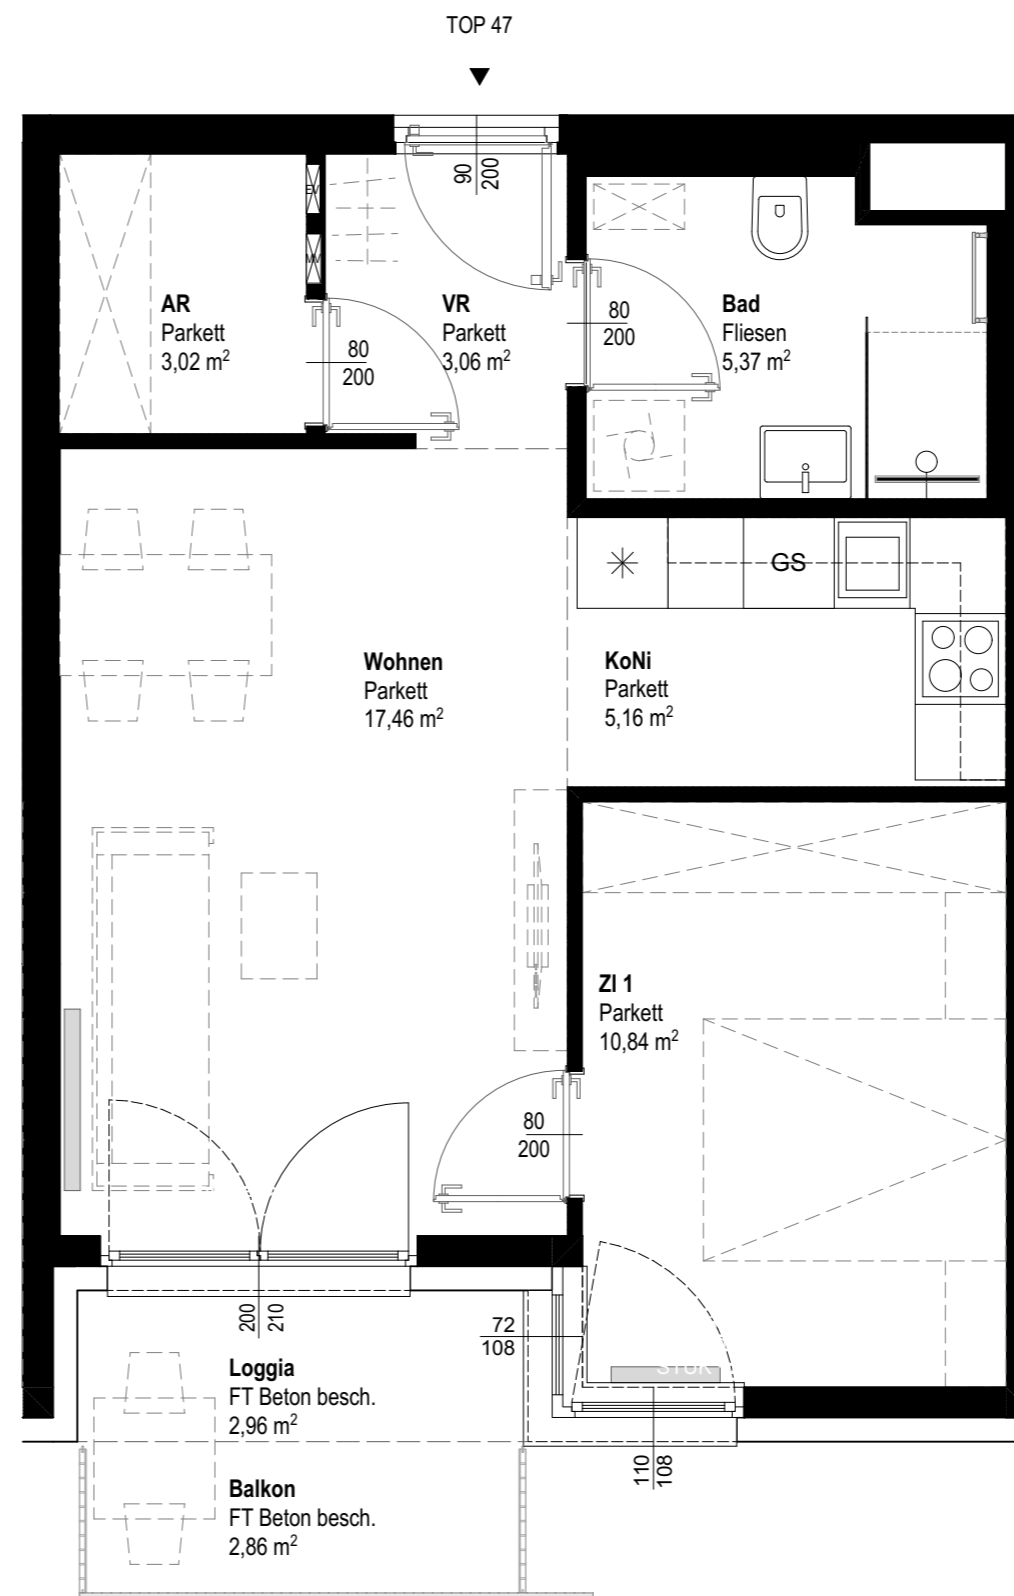 TOP 47
90
200
EV
AR
Parkett
3,02 m²
80
200
VR
Parkett
3,06 m²
80
200
Bad
Fliesen
5,37 m²
GS
Wohnen
Parkett
17,46 m²
KoNi
Parkett
5,16 m²
ZI 1
Parkett
10,84 m²
80
200
200
210
72
108
STUK
110
108
Loggia
FT Beton besch.
2,96 m²
Balkon
FT Beton besch.
2,86 m²